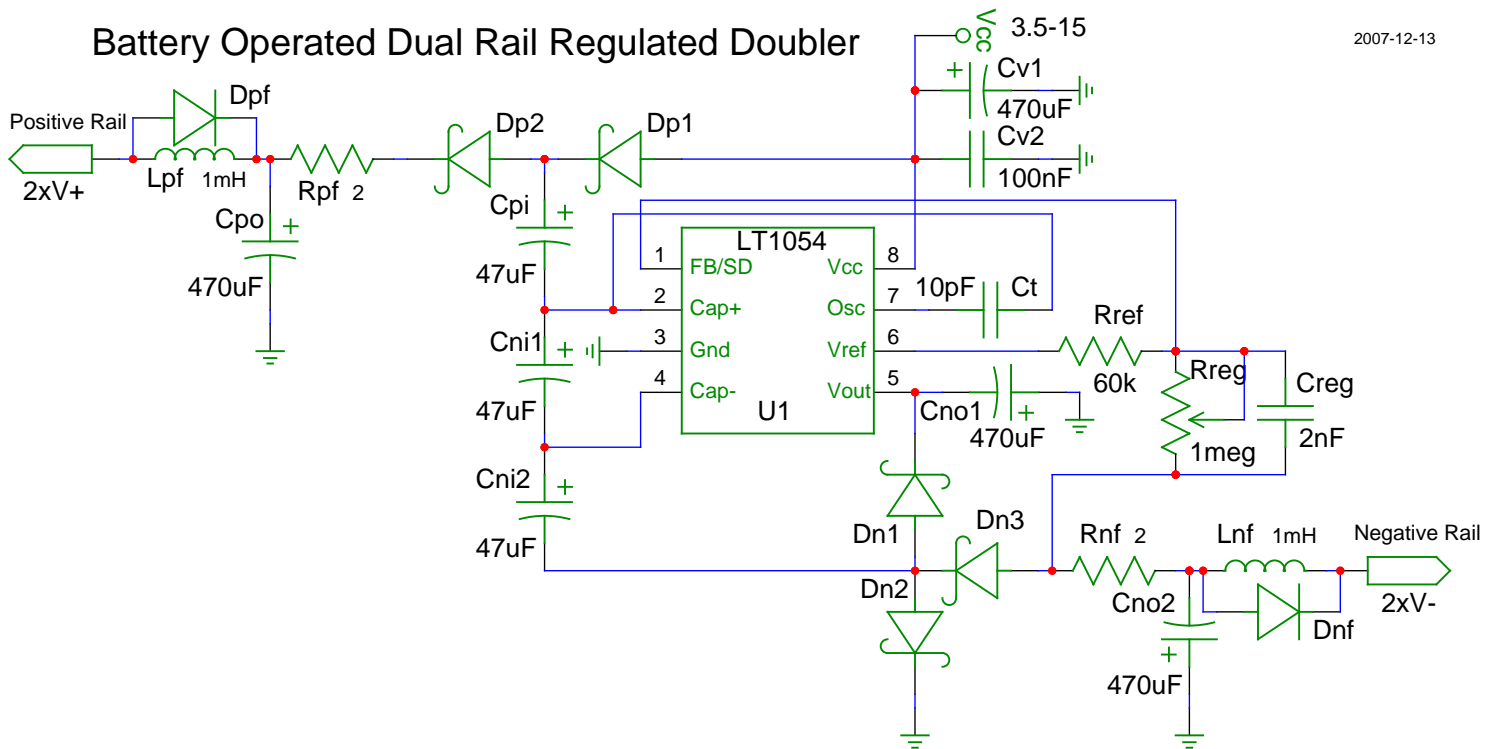 Battery Operated Dual Rail Regulated Doubler
2007-12-13
Vcc 3.5-15
+
Cv1
470uF
Cv2
100nF
Positive Rail
2xV+
Dpf
Lpf 1mH
Rpf 2
Cpo
+
470uF
Dp2
Dp1
Cpi
+
47uF
Cni1
+
47uF
Cni2
+
47uF
LT1054
1 FB/SD Vcc 8
2 Cap+ Osc 7
3 Gnd Vref 6
4 Cap- Vout 5
U1
10pF Ct
Rref
60k
Rreg
1meg
Creg
2nF
Cno1
+
470uF
Dn1
Dn3
Dn2
Rnf 2
Lnf 1mH
Negative Rail
2xV-
Cno2
+
470uF
Dnf